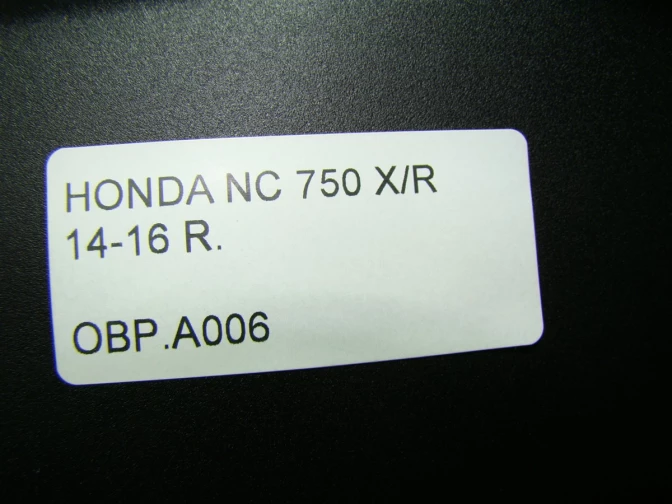 HONDA NC 750 X/R
14-16 R.
OBP.A006